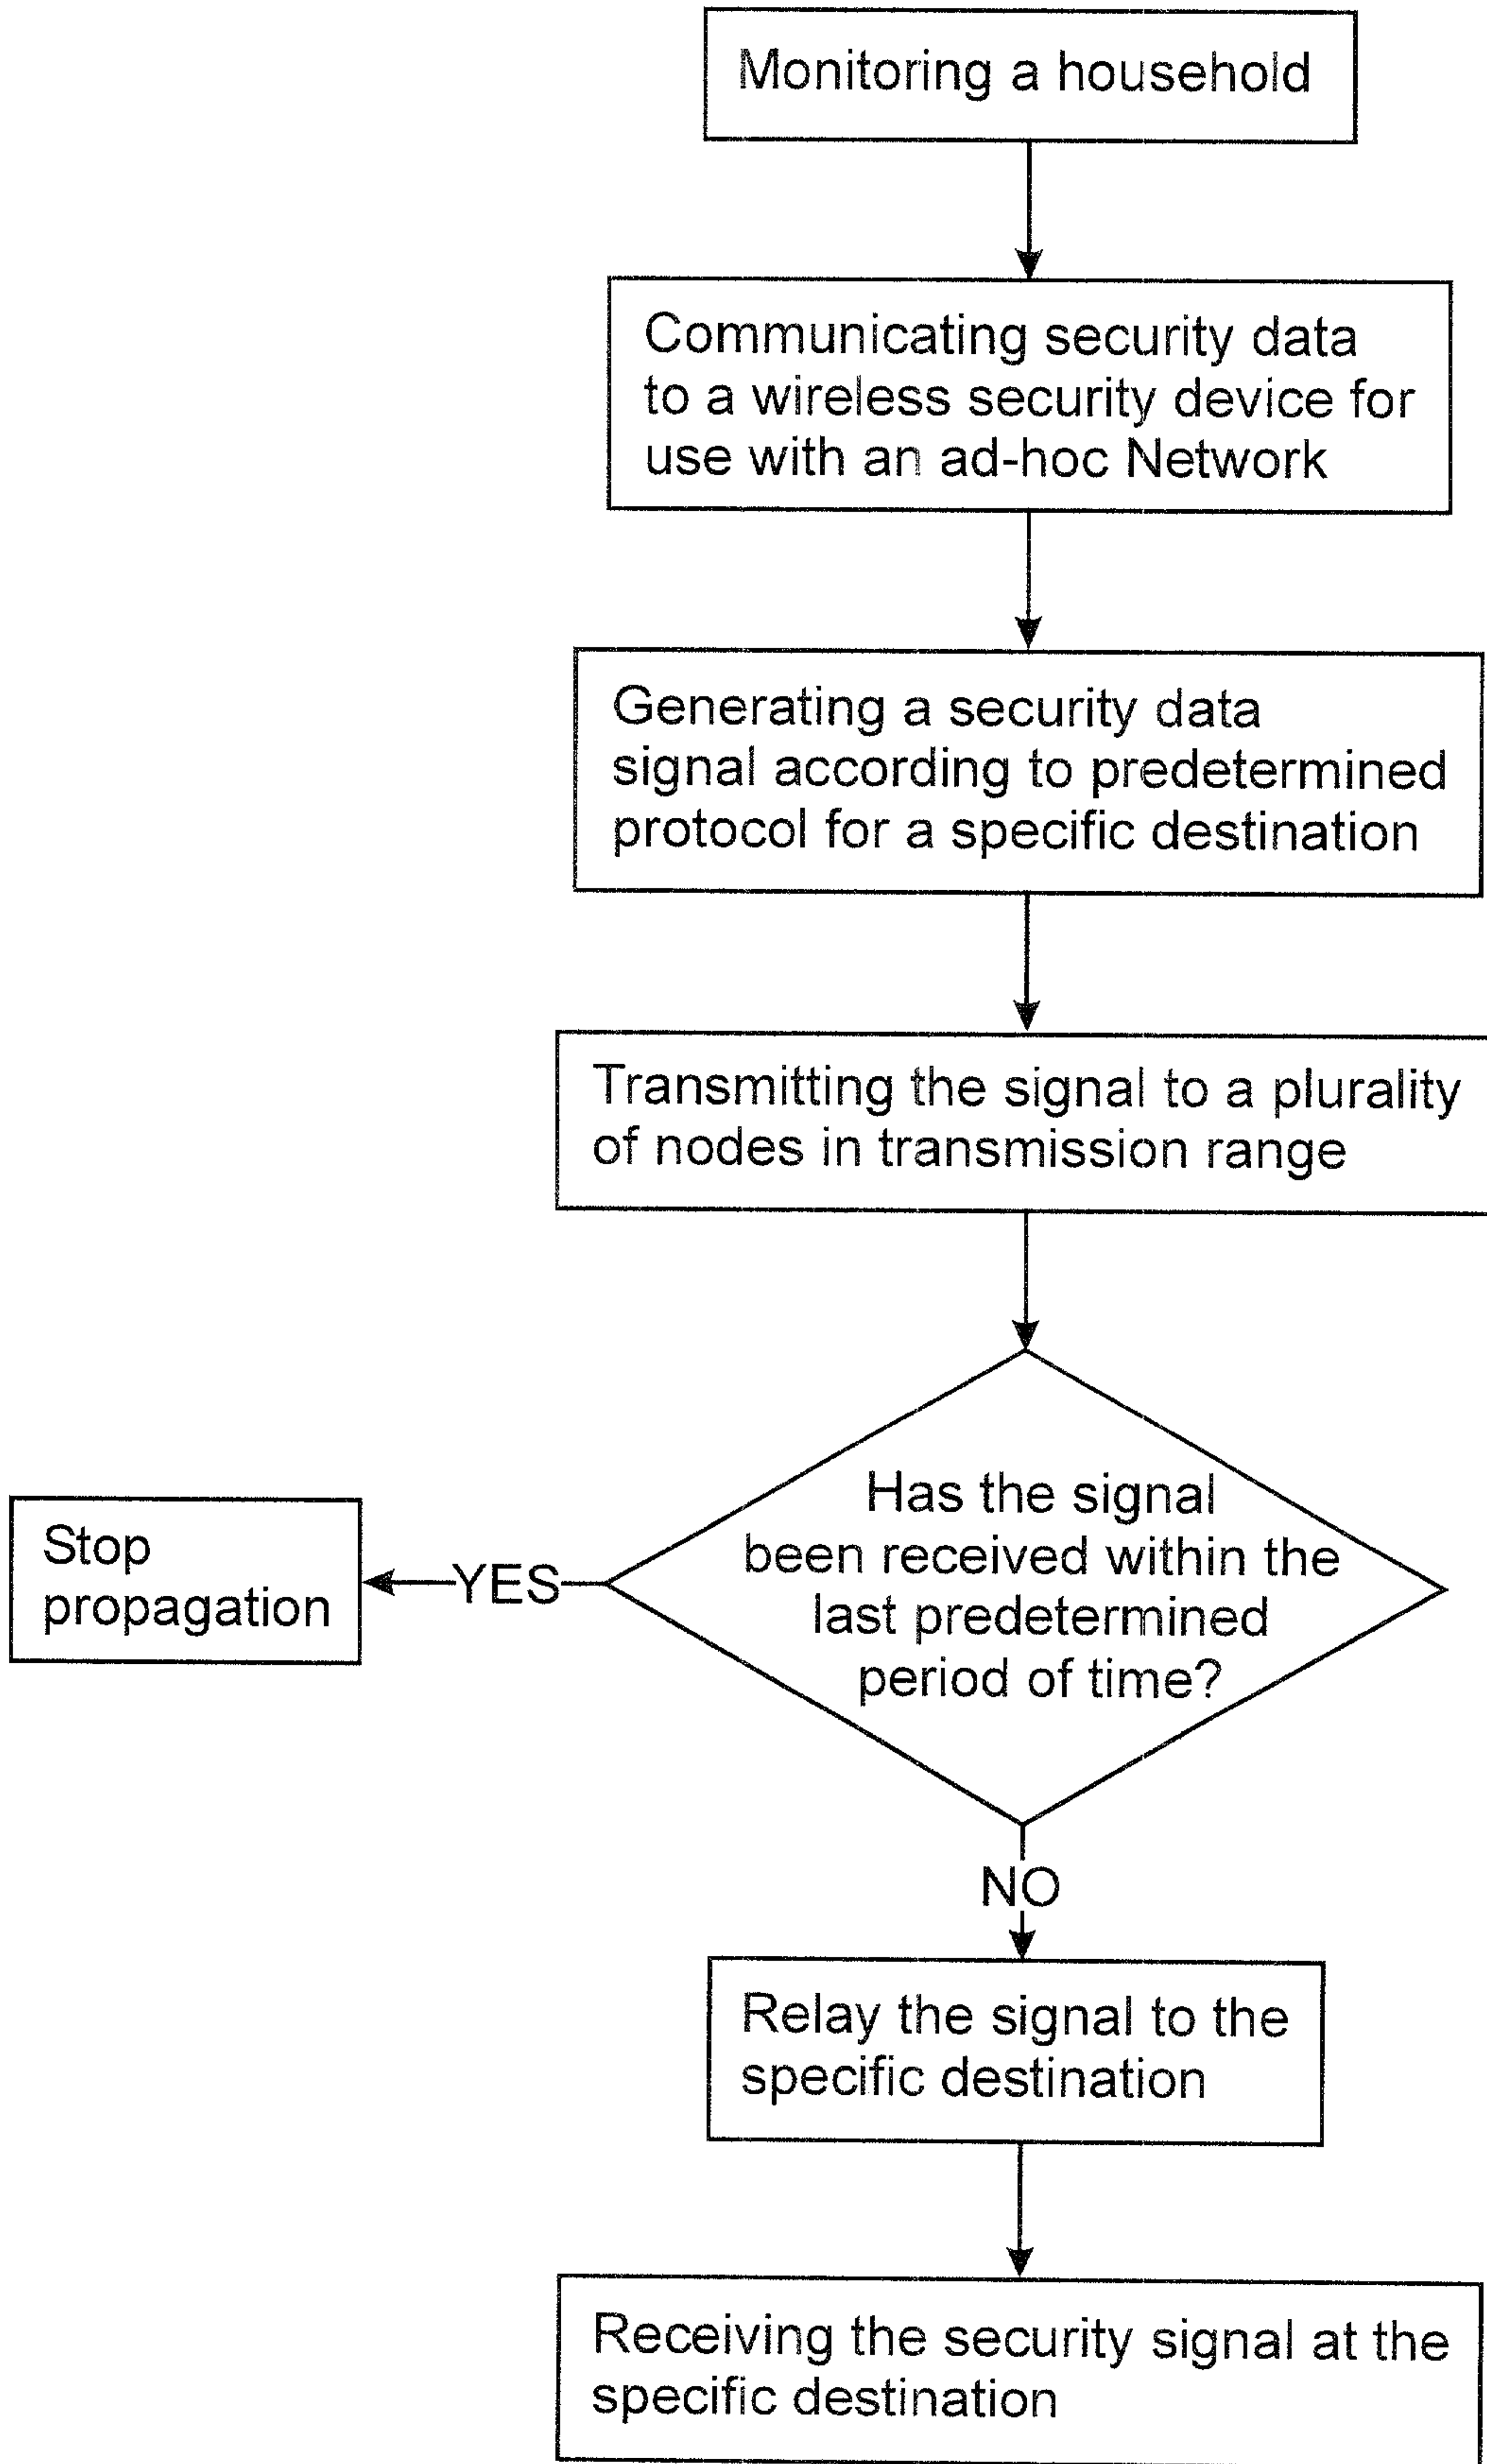 Monitoring a household
Communicating security data
to a wireless security device for
use with an ad-hoc Network
Generating a security data
signal according to predetermined
protocol for a specific destination
Transmitting the signal to a plurality
of nodes in transmission range
Has the signal
been received within the
last predetermined
period of time?
YES
Stop
propagation
NO
Relay the signal to the
specific destination
Receiving the security signal at the
specific destination